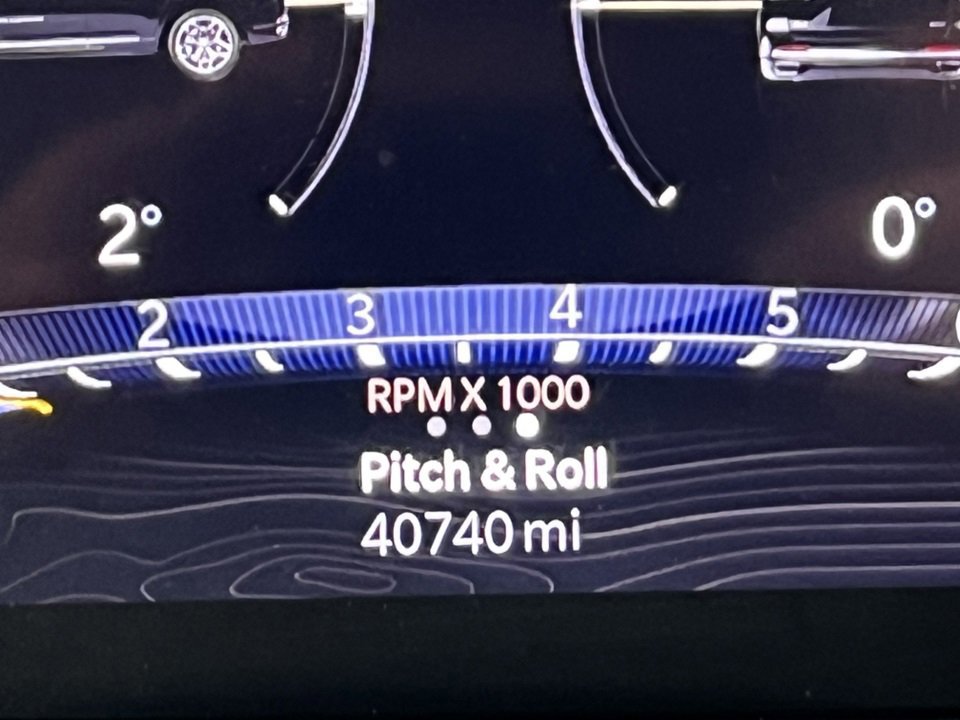 2° 0°
2 3 4 5
RPM X 1000
Pitch & Roll
40740 mi